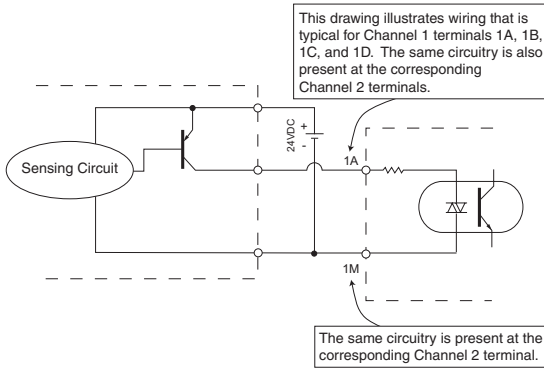 This drawing illustrates wiring that is
typical for Channel 1 terminals 1A, 1B,
1C, and 1D.  The same circuitry is also
present at the corresponding
Channel 2 terminals.
24VDC
+
-
1A
Sensing Circuit
1M
The same circuitry is present at the
corresponding Channel 2 terminal.